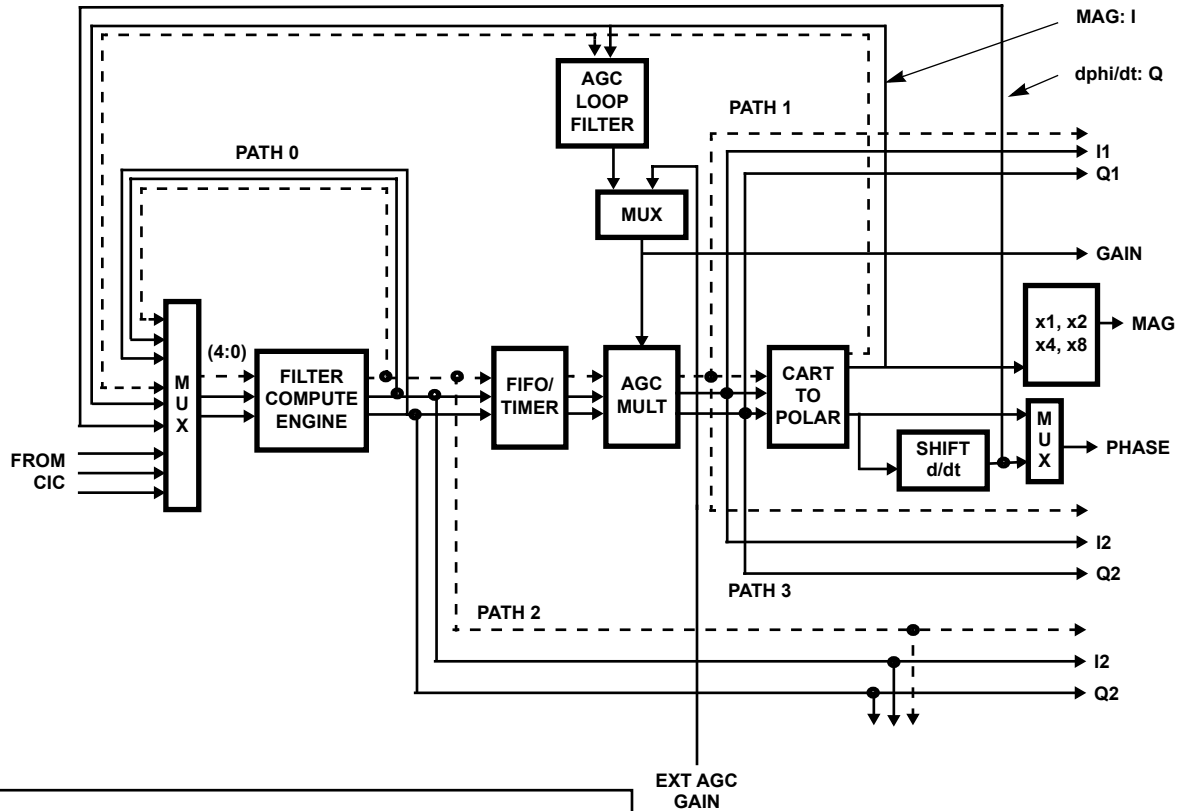 MAG: I
dphi/dt: Q
AGC
LOOP
FILTER
PATH 1
PATH 0
I1
Q1
MUX
GAIN
x1, x2
x4, x8
MAG
(4:0)
M
U
X
FILTER
COMPUTE
ENGINE
FIFO/
TIMER
AGC
MULT
CART
TO
POLAR
M
U
X
PHASE
SHIFT
d/dt
FROM
CIC
I2
Q2
PATH 3
PATH 2
I2
Q2
EXT AGC
GAIN